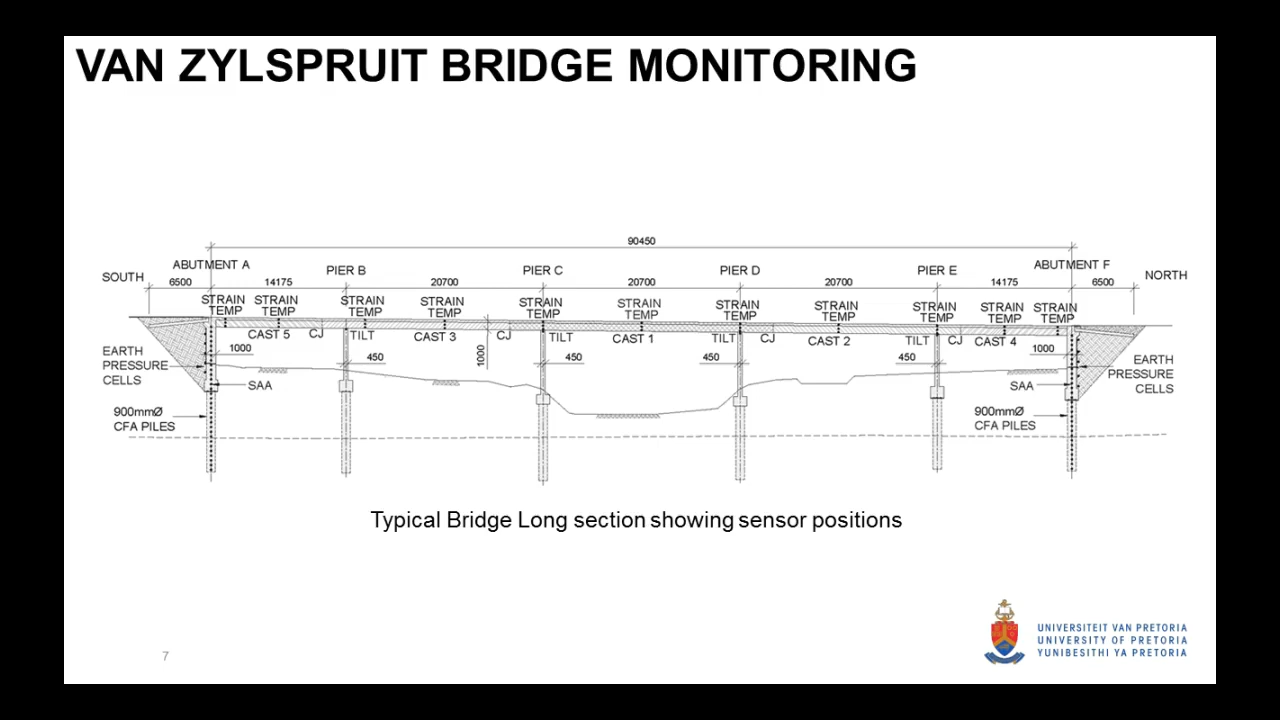 VAN ZYLSPRUIT BRIDGE MONITORING
90450
SOUTH
ABUTMENT A
PIER B
PIER C
PIER D
PIER E
ABUTMENT F
NORTH
6500
14175
20700
20700
20700
14175
6500
STRAIN
TEMP
STRAIN
TEMP
STRAIN
TEMP
STRAIN
TEMP
STRAIN
TEMP
STRAIN
TEMP
STRAIN
TEMP
STRAIN
TEMP
STRAIN
TEMP
STRAIN
TEMP
STRAIN
TEMP
CAST 5
CJ
TILT
CAST 3
CJ
TILT
CAST 1
TILT
CJ
CAST 2
TILT
CJ
CAST 4
1000
450
1000
450
450
450
1000
EARTH
PRESSURE
CELLS
SAA
900mmØ
CFA PILES
EARTH
PRESSURE
CELLS
SAA
900mmØ
CFA PILES
Typical Bridge Long section showing sensor positions
7
UNIVERSITEIT VAN PRETORIA
UNIVERSITY OF PRETORIA
YUNIBESITHI YA PRETORIA